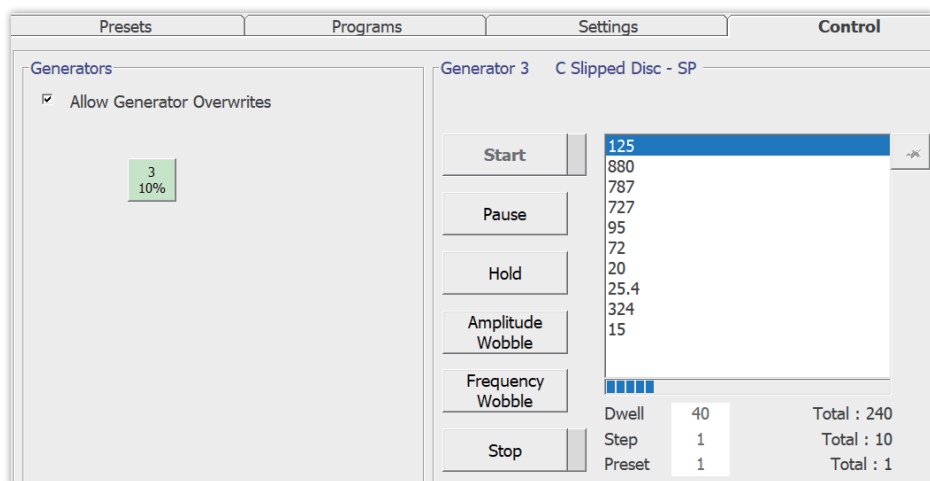 Presets
Programs
Settings
Control
Generators
Allow Generator Overwrites
3
10%
Generator 3 C Slipped Disc - SP
Start
Pause
Hold
Amplitude
Wobble
Frequency
Wobble
Stop
125
880
787
727
95
72
20
25.4
324
15
Dwell 40 Total : 240
Step 1 Total : 10
Preset 1 Total : 1